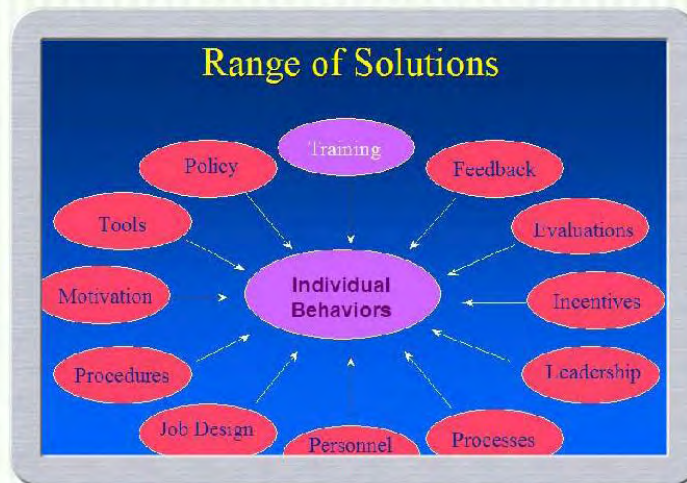 Range of Solutions
Training
Policy
Feedback
Tools
Evaluations
Individual
Behaviors
Motivation
Incentives
Procedures
Leadership
Job Design
Personnel
Processes